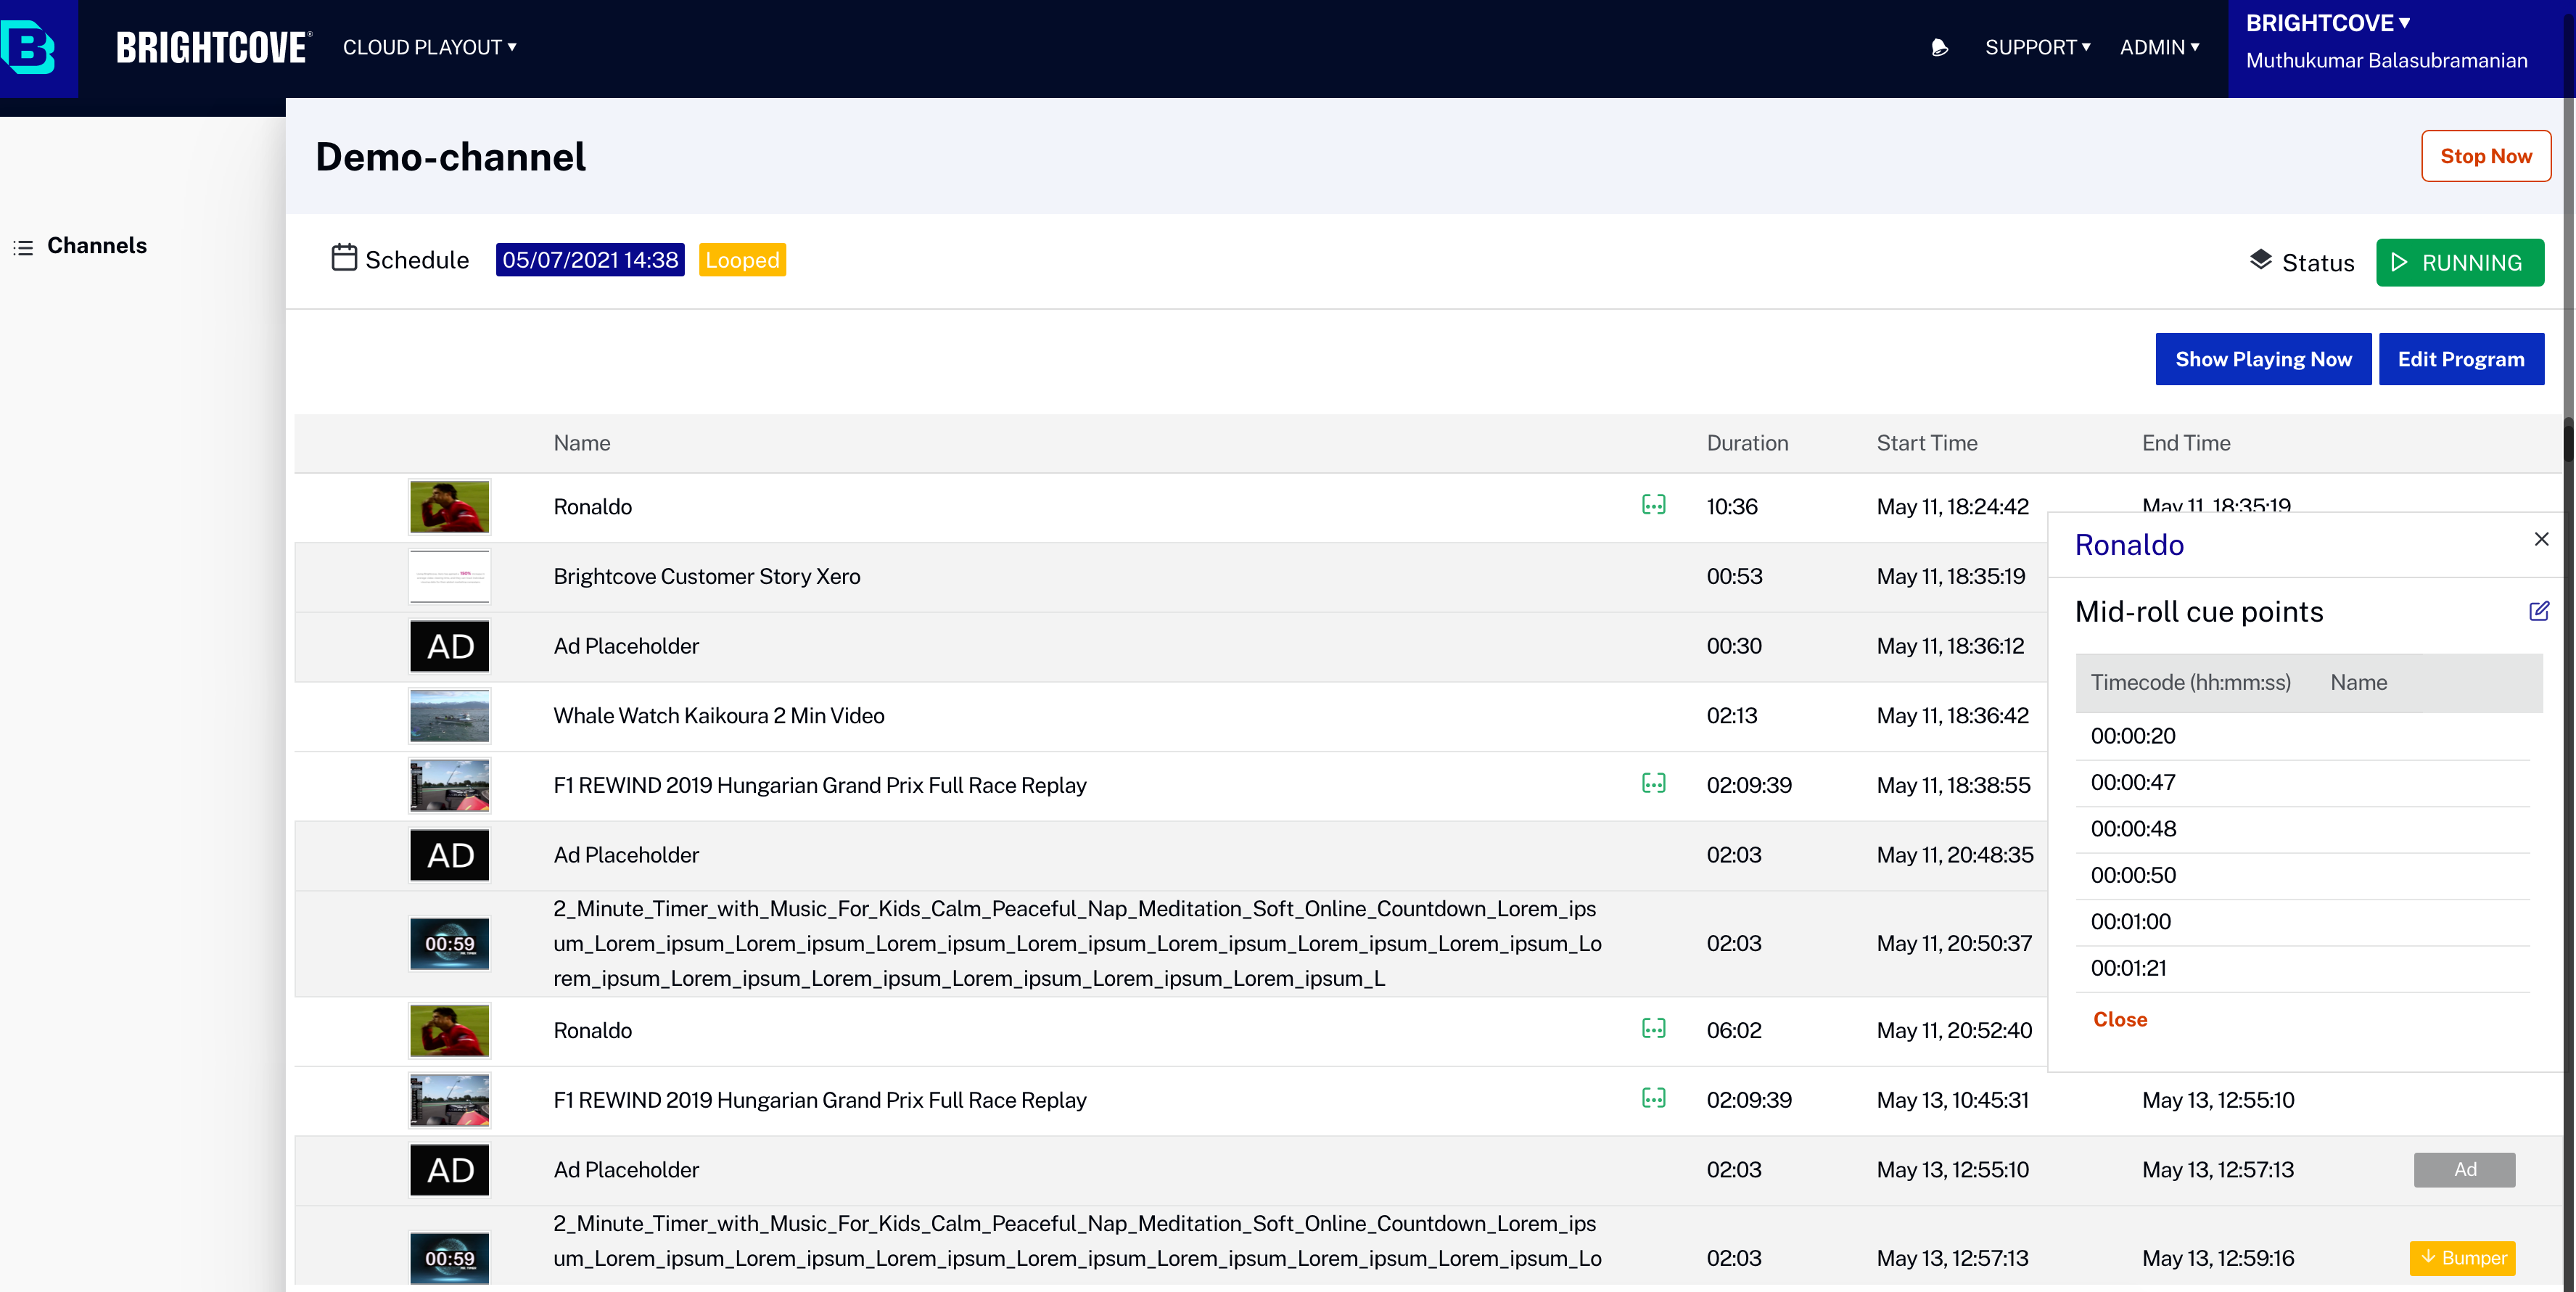 BRIGHTCOVE® CLOUD PLAYOUT ▾ SUPPORT ▾ ADMIN ▾ BRIGHTCOVE ▾
Muthukumar Balasubramanian
Demo-channel Stop Now
Channels
Schedule 05/07/2021 14:38 Looped Status RUNNING
Show Playing Now Edit Program
Name Duration Start Time End Time
Ronaldo 10:36 May 11, 18:24:42 May 11, 18:35:19
Brightcove Customer Story Xero 00:53 May 11, 18:35:19
AD Ad Placeholder 00:30 May 11, 18:36:12
Whale Watch Kaikoura 2 Min Video 02:13 May 11, 18:36:42
F1 REWIND 2019 Hungarian Grand Prix Full Race Replay 02:09:39 May 11, 18:38:55
AD Ad Placeholder 02:03 May 11, 20:48:35
2_Minute_Timer_with_Music_For_Kids_Calm_Peaceful_Nap_Meditation_Soft_Online_Countdown_Lorem_ips
um_Lorem_ipsum_Lorem_ipsum_Lorem_ipsum_Lorem_ipsum_Lorem_ipsum_Lorem_ipsum_Lorem_ipsum_Lo
rem_ipsum_Lorem_ipsum_Lorem_ipsum_Lorem_ipsum_Lorem_ipsum_Lorem_ipsum_L
00:59 02:03 May 11, 20:50:37
Ronaldo 06:02 May 11, 20:52:40
F1 REWIND 2019 Hungarian Grand Prix Full Race Replay 02:09:39 May 13, 10:45:31 May 13, 12:55:10
AD Ad Placeholder 02:03 May 13, 12:55:10 May 13, 12:57:13 Ad
2_Minute_Timer_with_Music_For_Kids_Calm_Peaceful_Nap_Meditation_Soft_Online_Countdown_Lorem_ips
um_Lorem_ipsum_Lorem_ipsum_Lorem_ipsum_Lorem_ipsum_Lorem_ipsum_Lorem_ipsum_Lorem_ipsum_Lo
00:59 02:03 May 13, 12:57:13 May 13, 12:59:16 Bumper
Ronaldo
Mid-roll cue points
Timecode (hh:mm:ss) Name
00:00:20
00:00:47
00:00:48
00:00:50
00:01:00
00:01:21
Close